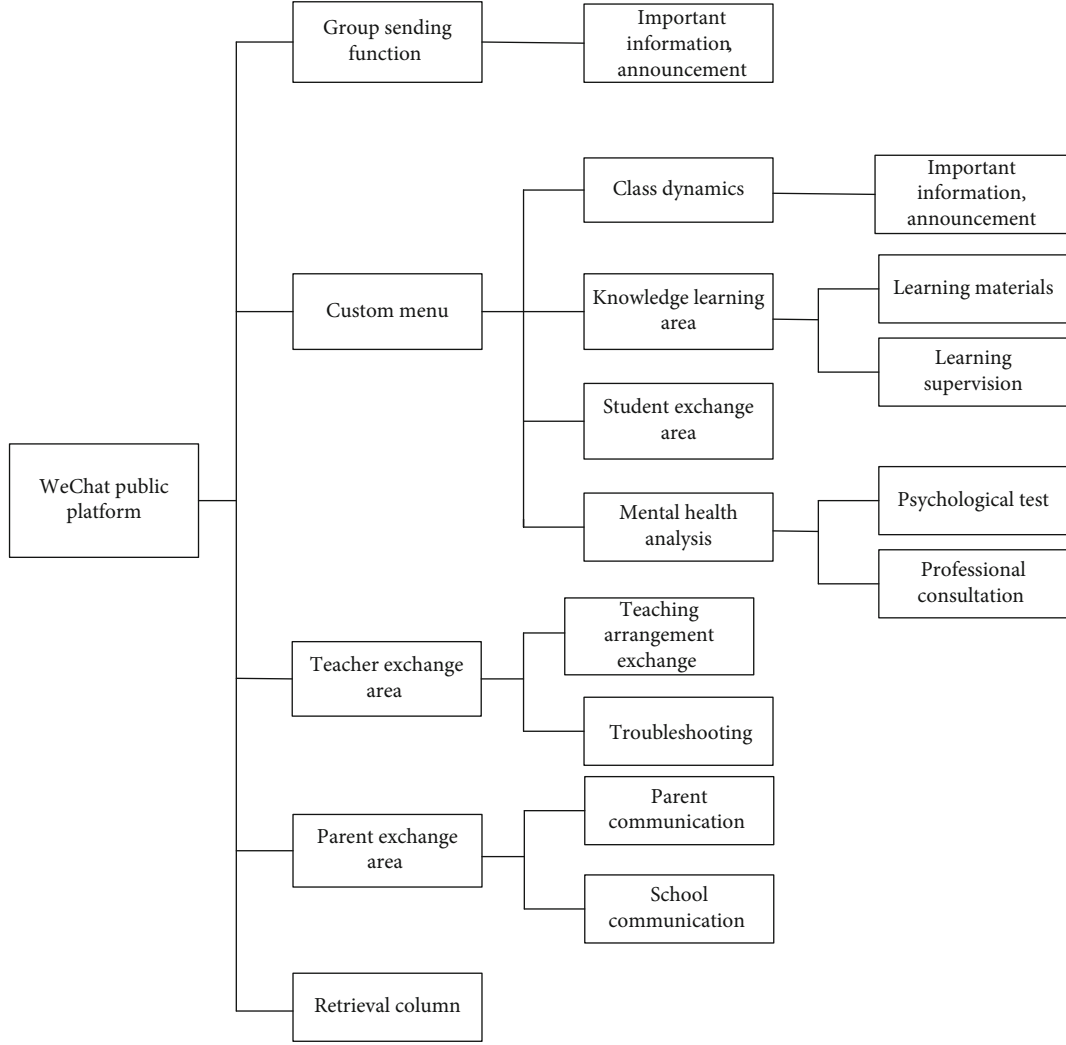 Group sending
function
Important
information,
announcement
Class dynamics
Important
information,
announcement
Custom menu
Knowledge learning
area
Learning materials
Learning
supervision
Student exchange
area
WeChat public
platform
Mental health
analysis
Psychological test
Professional
consultation
Teacher exchange
area
Teaching
arrangement
exchange
Troubleshooting
Parent exchange
area
Parent
communication
School
communication
Retrieval column